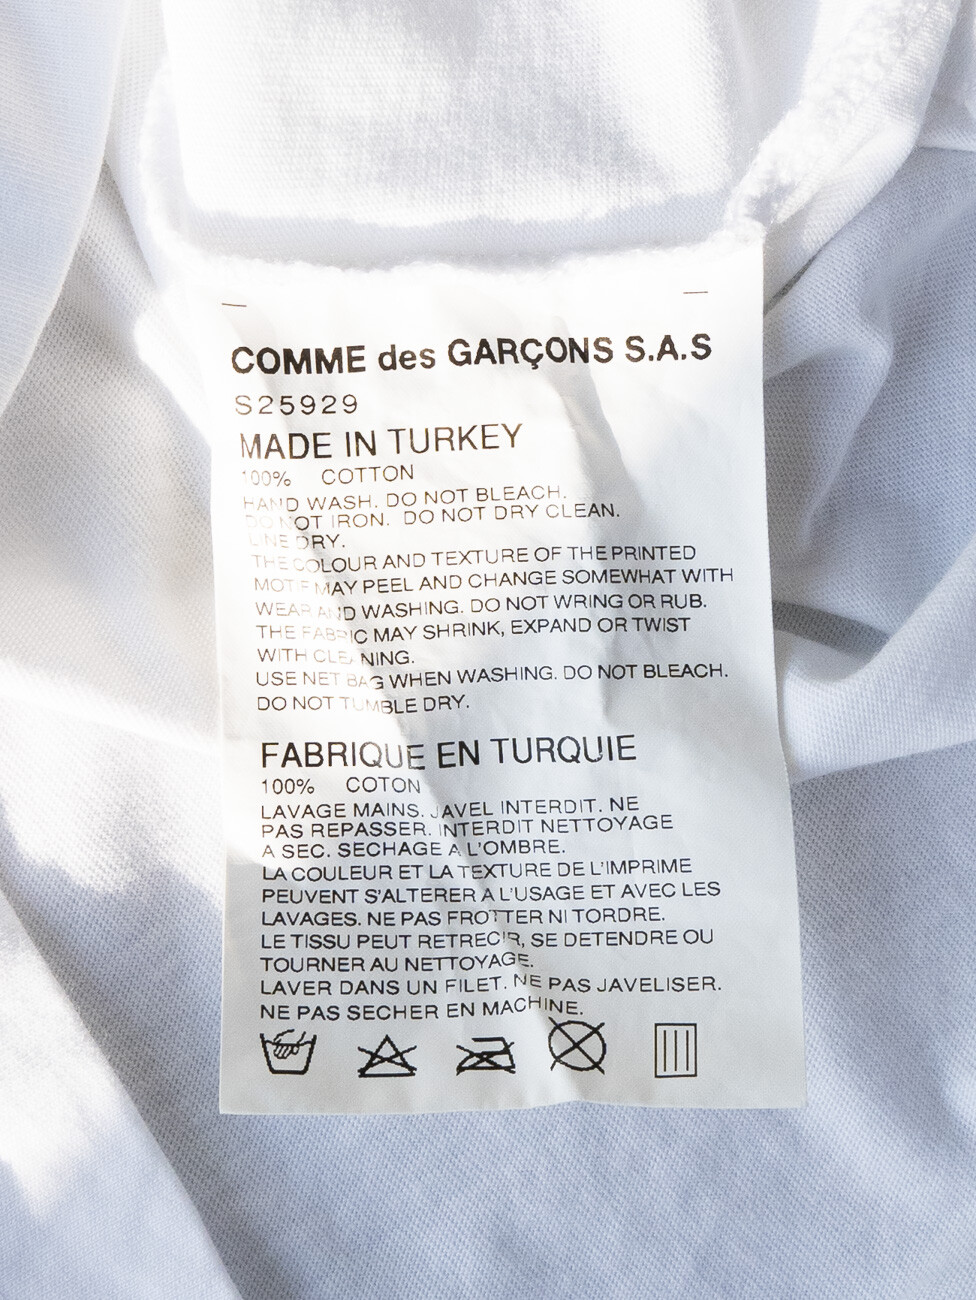 COMME des GARÇONS S.A.S
S25929
MADE IN TURKEY
100% COTTON
HAND WASH. DO NOT BLEACH.
DO NOT IRON. DO NOT DRY CLEAN.
LINE DRY.
THE COLOUR AND TEXTURE OF THE PRINTED
MOTIF MAY PEEL AND CHANGE SOMEWHAT WITH
WEAR AND WASHING. DO NOT WRING OR RUB.
THE FABRIC MAY SHRINK, EXPAND OR TWIST
WITH CLEANING.
USE NET BAG WHEN WASHING. DO NOT BLEACH.
DO NOT TUMBLE DRY.
FABRIQUE EN TURQUIE
100% COTON
LAVAGE MAINS. JAVEL INTERDIT. NE
PAS REPASSER. INTERDIT NETTOYAGE
A SEC. SECHAGE A L'OMBRE.
LA COULEUR ET LA TEXTURE DE L'IMPRIME
PEUVENT S'ALTERER A L'USAGE ET AVEC LES
LAVAGES. NE PAS FROTTER NI TORDRE.
LE TISSU PEUT RETRECIR, SE DETENDRE OU
TOURNER AU NETTOYAGE.
LAVER DANS UN FILET. NE PAS JAVELISER.
NE PAS SECHER EN MACHINE.